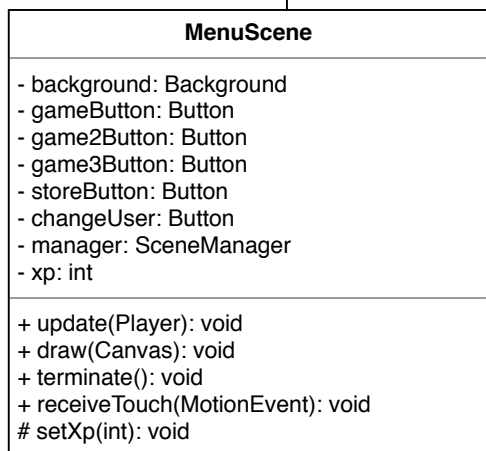 MenuScene
- background: Background
- gameButton: Button
- game2Button: Button
- game3Button: Button
- storeButton: Button
- changeUser: Button
- manager: SceneManager
- xp: int
+ update(Player): void
+ draw(Canvas): void
+ terminate(): void
+ receiveTouch(MotionEvent): void
# setXp(int): void